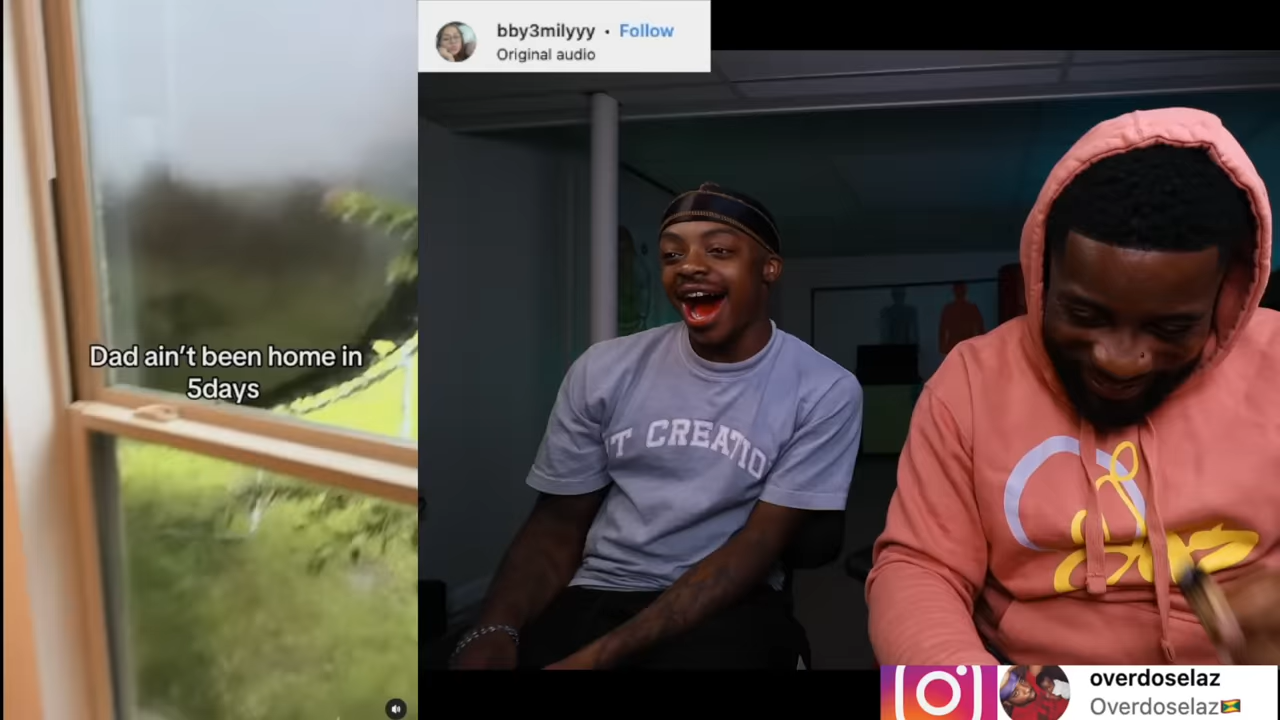 bby3milyyy • Follow
Original audio
Dad ain't been home in
5days
T CREATIO
overdoselaz
Overdoselaz🇬🇩